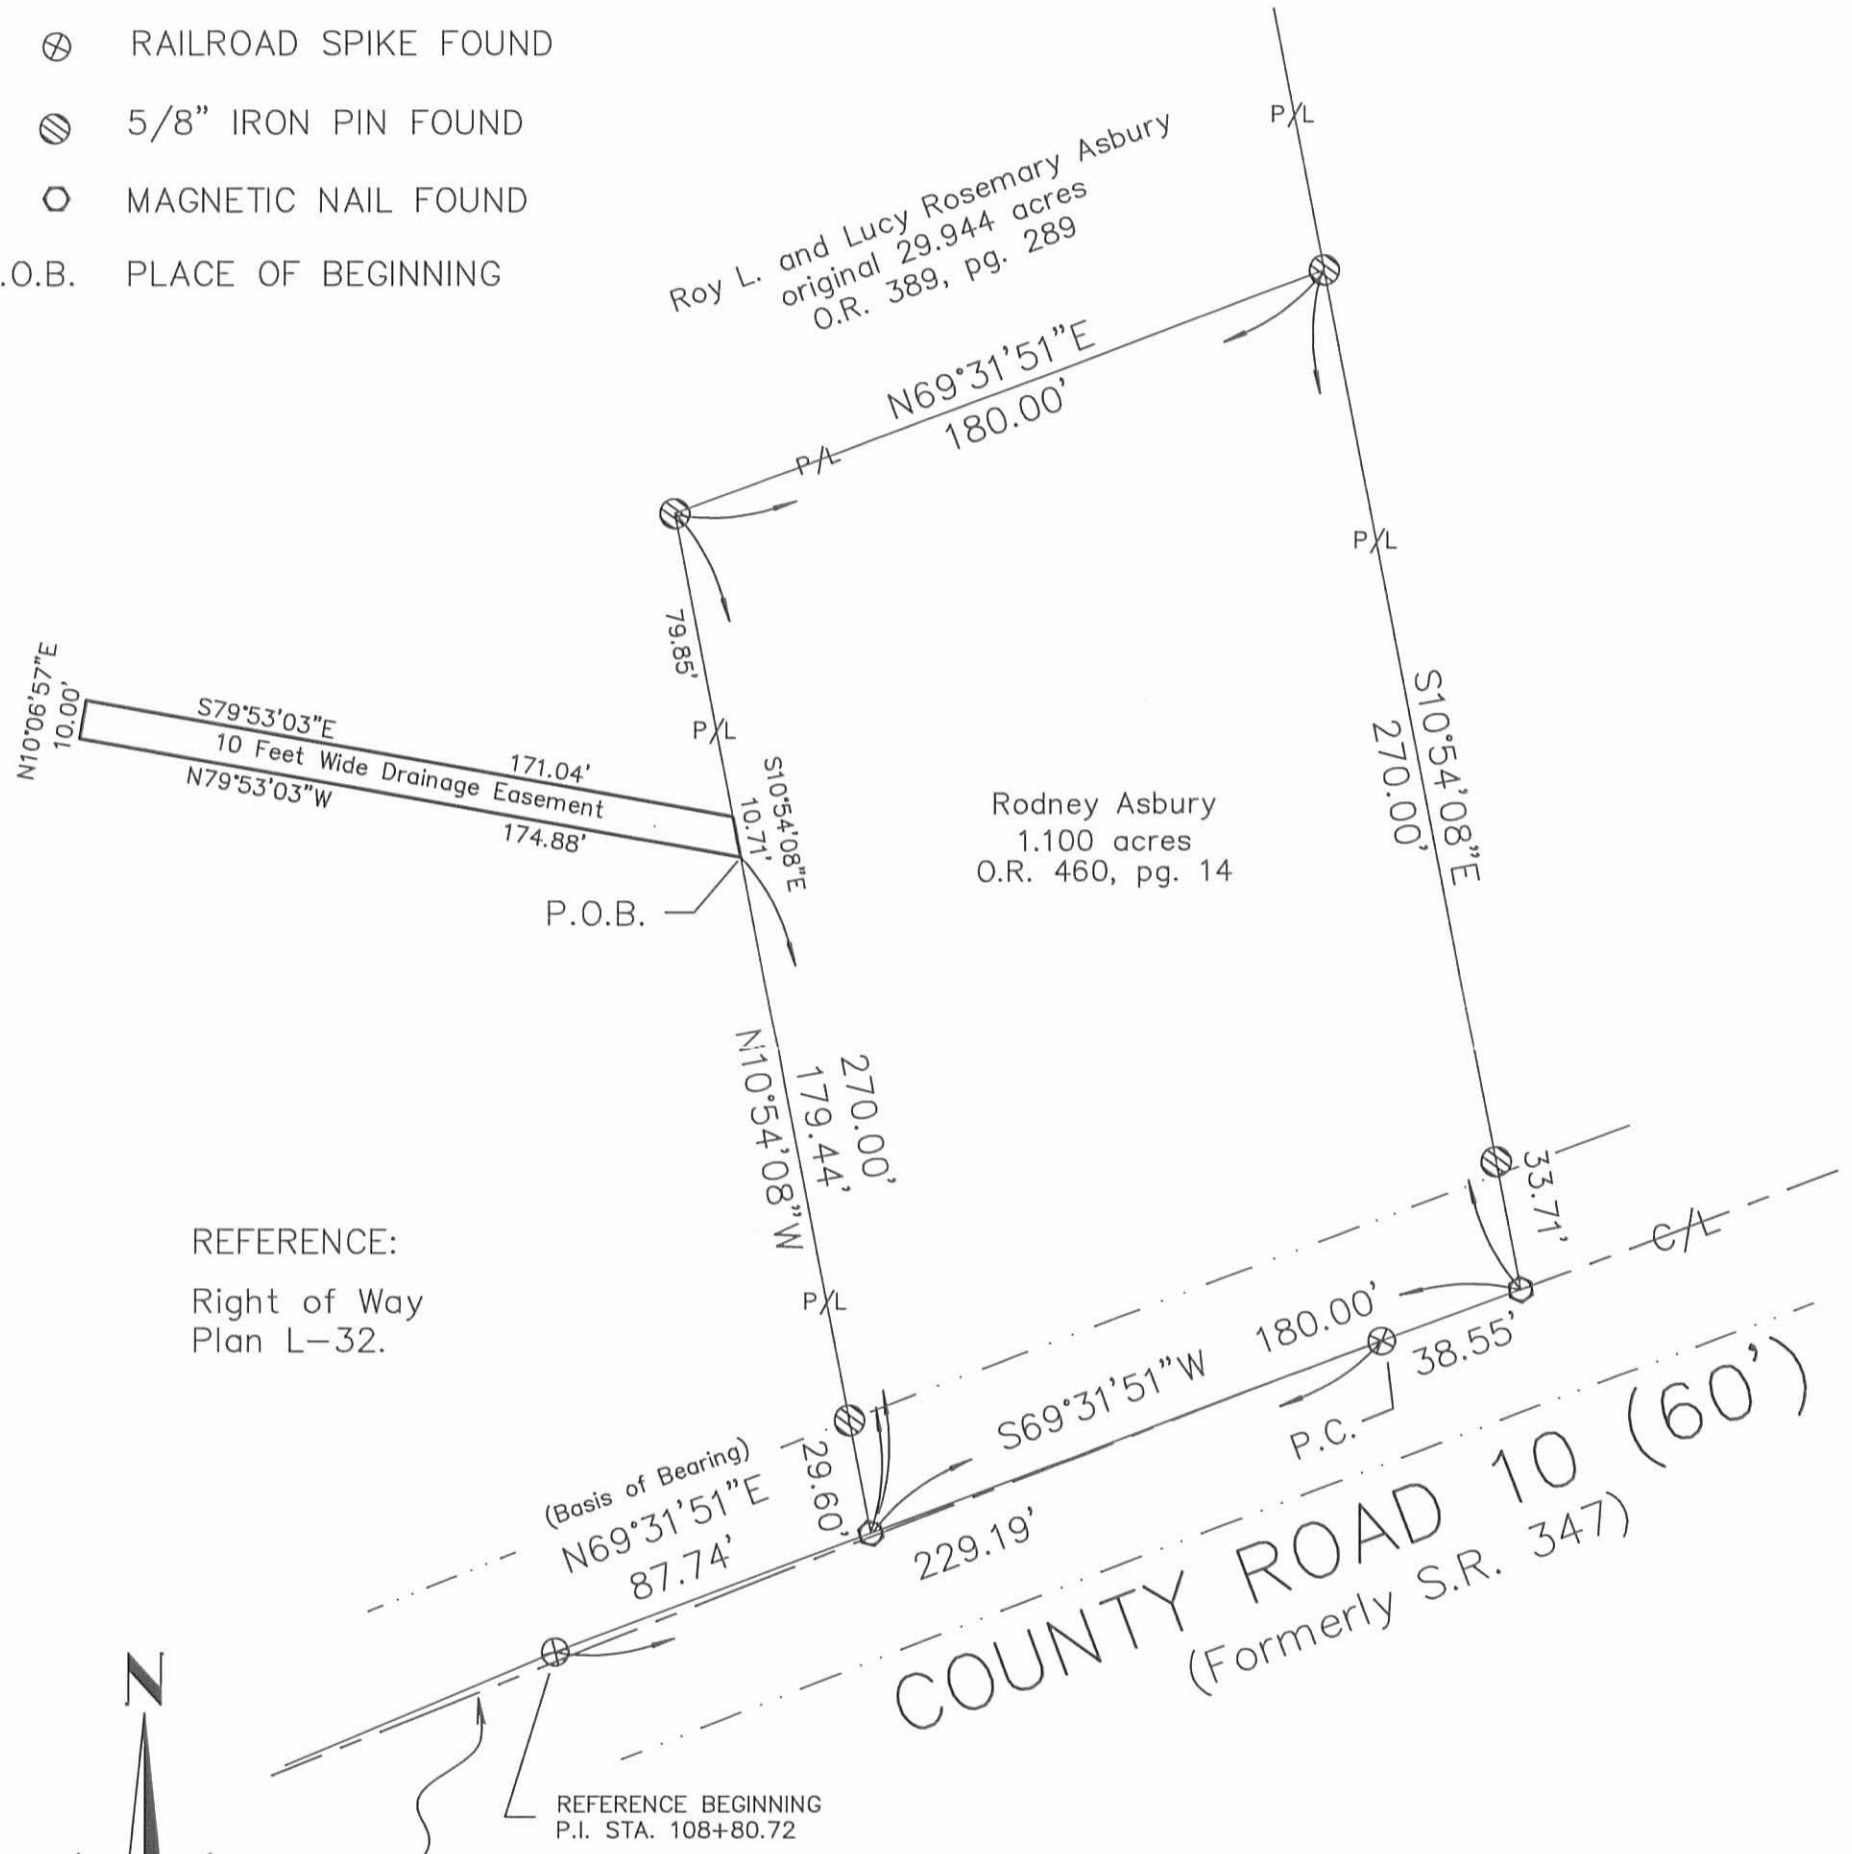 RAILROAD SPIKE FOUND
5/8" IRON PIN FOUND
MAGNETIC NAIL FOUND
.O.B. PLACE OF BEGINNING
P/L
Roy L. and Lucy Rosemary Asbury
original 29.944 acres
O.R. 389, pg. 289
N69°31'51"E
180.00'
P/L
P/L
79.85'
P/L
S10°54'08"E
270.00'
N10°06'57"E
10.00'
S79°53'03"E
171.04'
10 Feet Wide Drainage Easement
N79°53'03"W
174.88'
S10°54'08"E
10.71'
P.O.B.
Rodney Asbury
1.100 acres
O.R. 460, pg. 14
270.00'
179.44'
N10°54'08"W
P/L
33.71'
C/L
REFERENCE:
Right of Way
Plan L-32.
S69°31'51"W
180.00'
38.55'
P.C.
(Basis of Bearing)
N69°31'51"E
87.74'
29.60'
229.19'
COUNTY ROAD 10 (60')
(Formerly S.R. 347)
N
REFERENCE BEGINNING
P.I. STA. 108+80.72